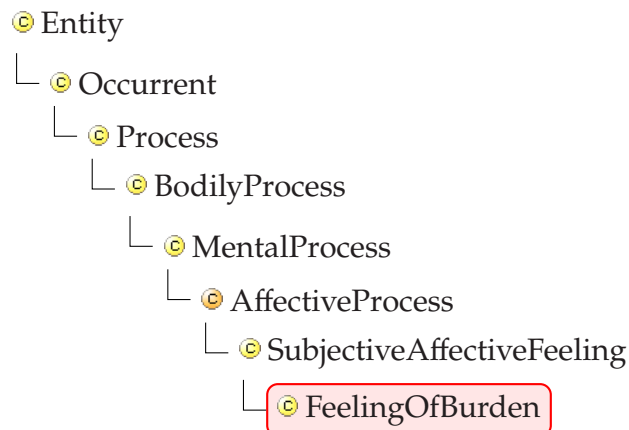 Entity
Occurrent
Process
BodilyProcess
MentalProcess
AffectiveProcess
SubjectiveAffectiveFeeling
FeelingOfBurden